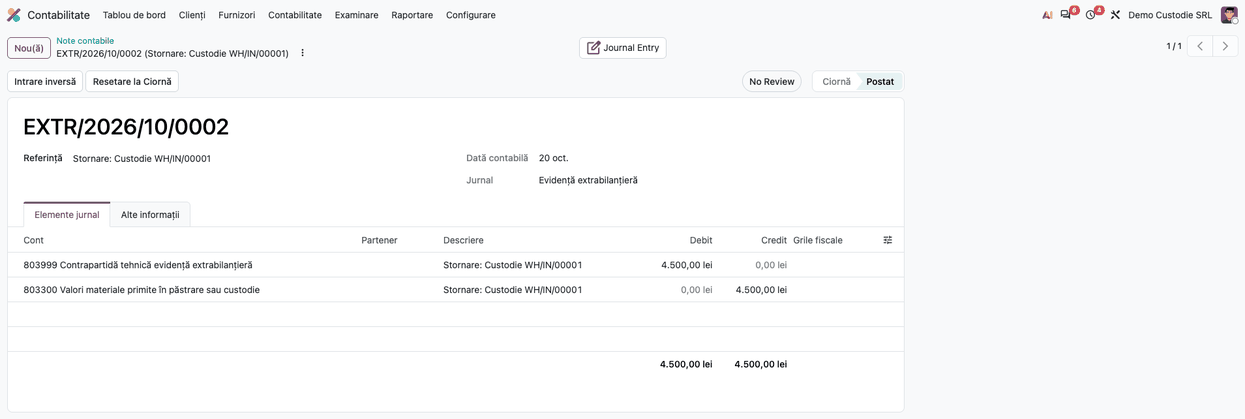 Contabilitate Tablou de bord Clienți Furnizori Contabilitate Examinare Raportare Configurare AI 6 4 Demo Custodie SRL
Nou(ă) Note contabile
EXTR/2026/10/0002 (Stornare: Custodie WH/IN/00001) Journal Entry 1 / 1
Intrare inversă Resetare la Ciornă No Review Ciornă Postat
EXTR/2026/10/0002
Referință Stornare: Custodie WH/IN/00001 Dată contabilă 20 oct.
Jurnal Evidență extrabilanțieră
Elemente jurnal Alte informații
Cont Partener Descriere Debit Credit Grile fiscale
803999 Contrapartidă tehnică evidență extrabilanțieră Stornare: Custodie WH/IN/00001 4.500,00 lei 0,00 lei
803300 Valori materiale primite în păstrare sau custodie Stornare: Custodie WH/IN/00001 0,00 lei 4.500,00 lei
4.500,00 lei 4.500,00 lei